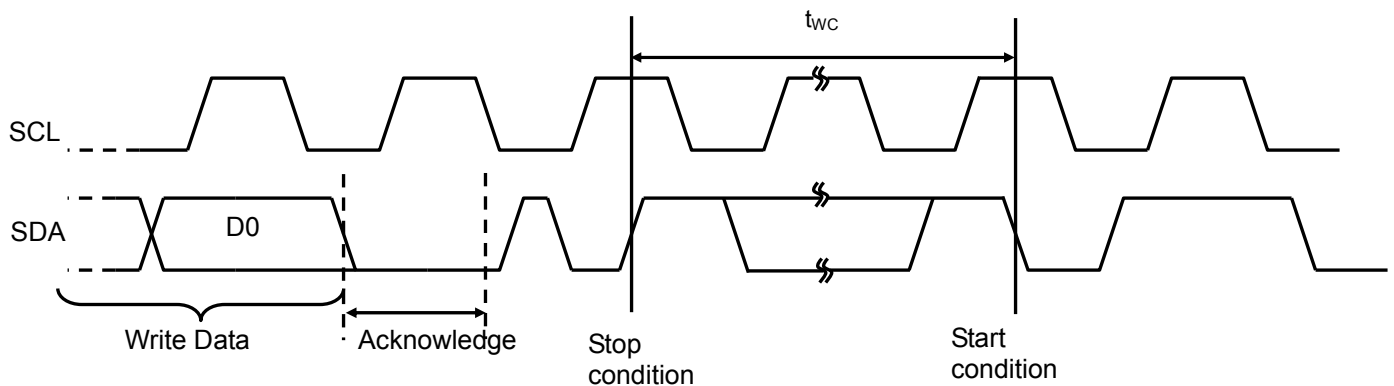 tWC
SCL
SDA
D0
Write Data
Acknowledge
Stop
condition
Start
condition